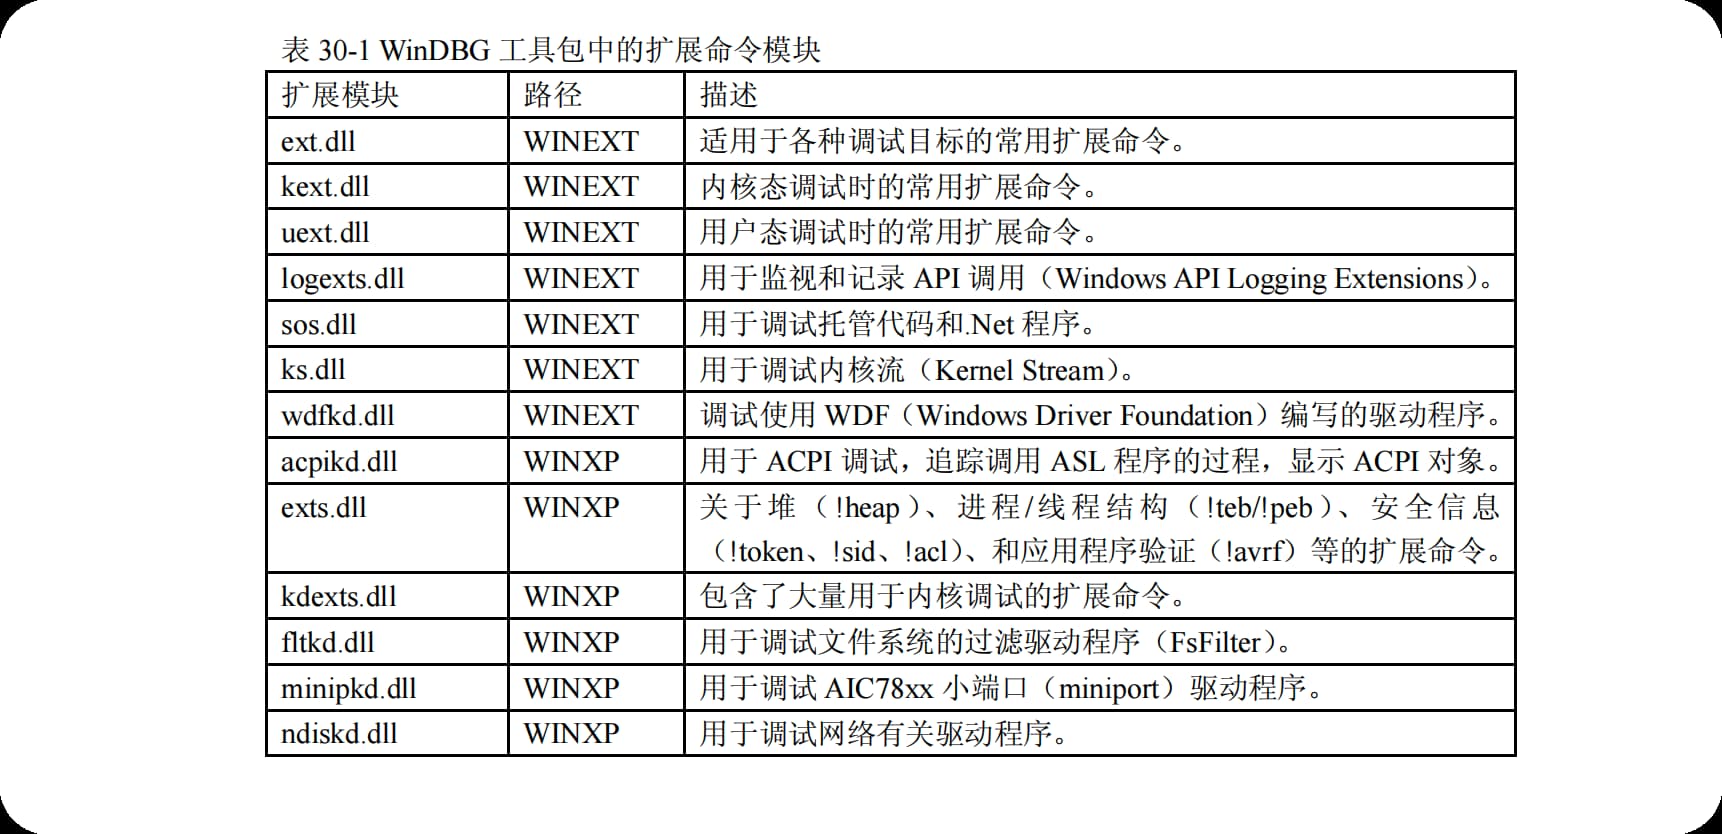 表 30-1 WinDBG 工具包中的扩展命令模块
扩展模块 路径 描述
ext.dll WINEXT 适用于各种调试目标的常用扩展命令。
kext.dll WINEXT 内核态调试时的常用扩展命令。
uext.dll WINEXT 用户态调试时的常用扩展命令。
logexts.dll WINEXT 用于监视和记录 API 调用（Windows API Logging Extensions）。
sos.dll WINEXT 用于调试托管代码和.Net 程序。
ks.dll WINEXT 用于调试内核流（Kernel Stream）。
wdfkd.dll WINEXT 调试使用 WDF（Windows Driver Foundation）编写的驱动程序。
acpikd.dll WINXP 用于 ACPI 调试，追踪调用 ASL 程序的过程，显示 ACPI 对象。
exts.dll WINXP 关于堆（!heap）、进程/线程结构（!teb/!peb）、安全信息
（!token、!sid、!acl）、和应用程序验证（!avrf）等的扩展命令。
kdexts.dll WINXP 包含了大量用于内核调试的扩展命令。
fltkd.dll WINXP 用于调试文件系统的过滤驱动程序（FsFilter）。
minipkd.dll WINXP 用于调试 AIC78xx 小端口（miniport）驱动程序。
ndiskd.dll WINXP 用于调试网络有关驱动程序。